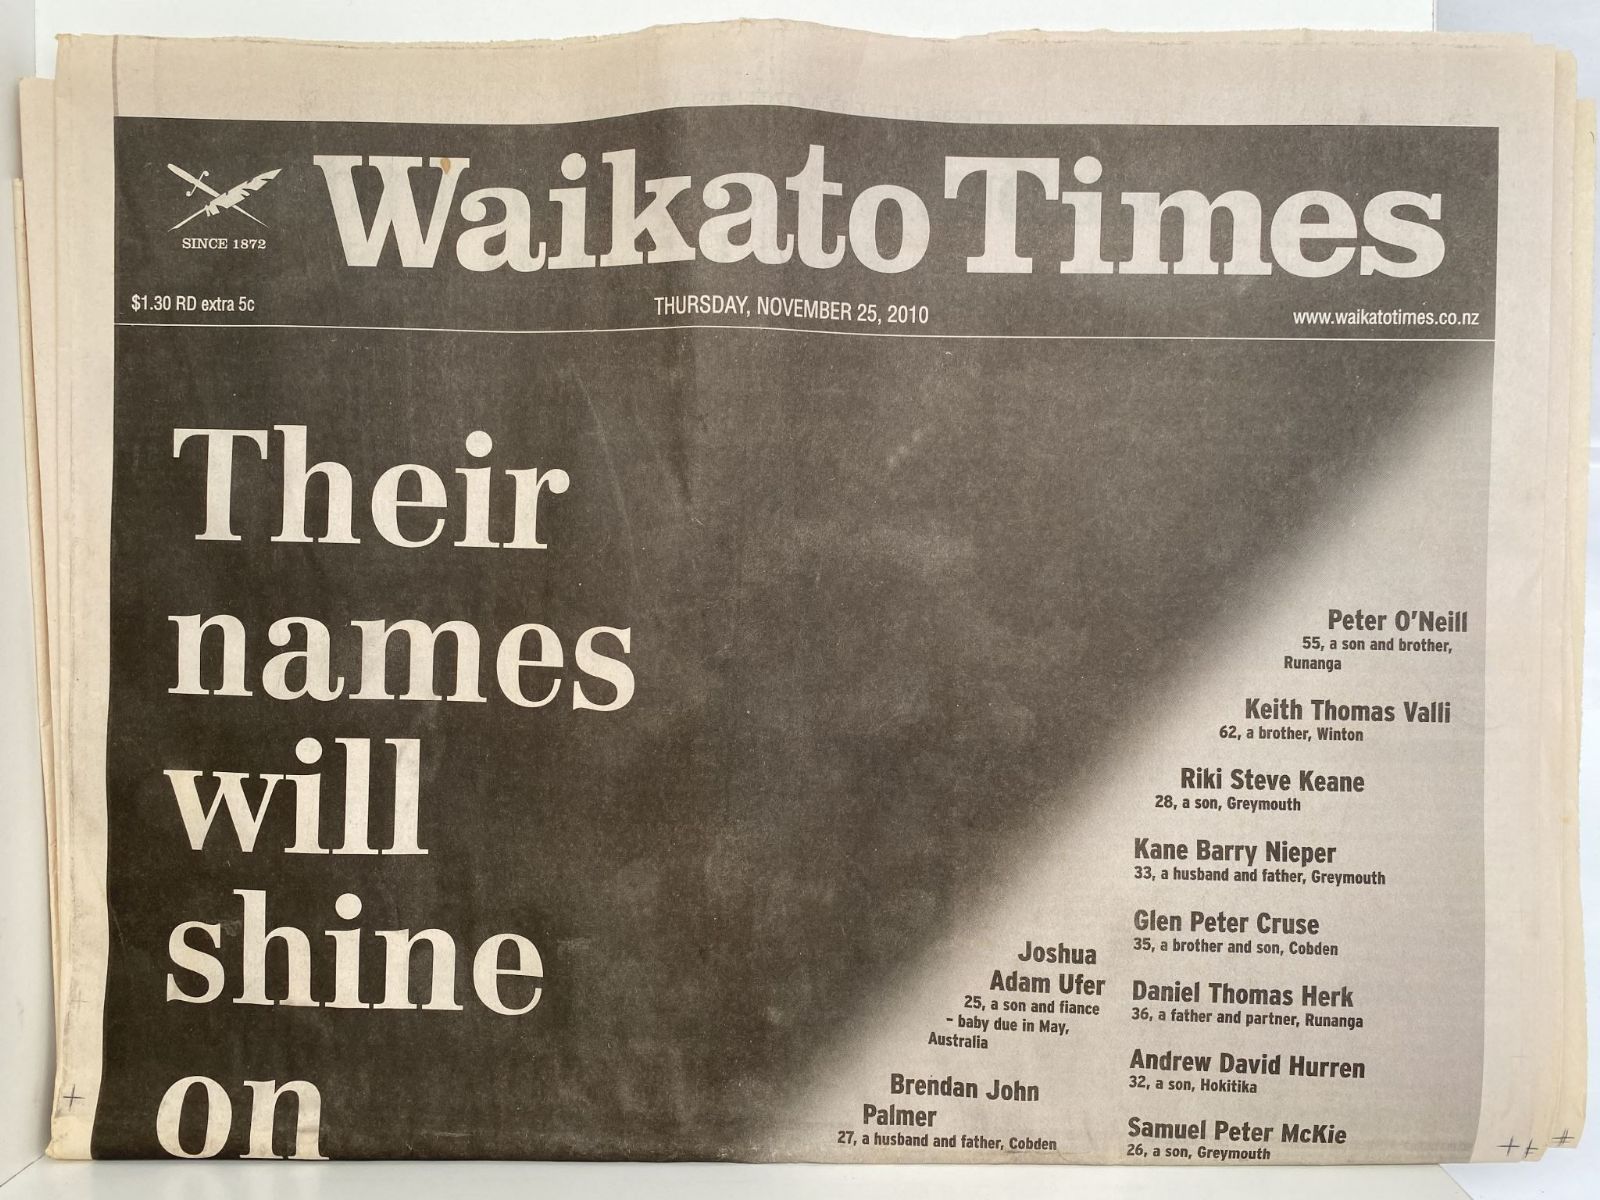 Waikato Times
SINCE 1872
$1.30 RD extra 5c
THURSDAY, NOVEMBER 25, 2010
www.waikatotimes.co.nz
Their
names
will
shine
on
Peter O'Neill
55, a son and brother,
Runanga
Keith Thomas Valli
62, a brother, Winton
Riki Steve Keane
28, a son, Greymouth
Kane Barry Nieper
33, a husband and father, Greymouth
Glen Peter Cruse
35, a brother and son, Cobden
Joshua
Adam Ufer
25, a son and fiance
– baby due in May,
Australia
Daniel Thomas Herk
36, a father and partner, Runanga
Andrew David Hurren
32, a son, Hokitika
Brendan John
Palmer
27, a husband and father, Cobden
Samuel Peter McKie
26, a son, Greymouth